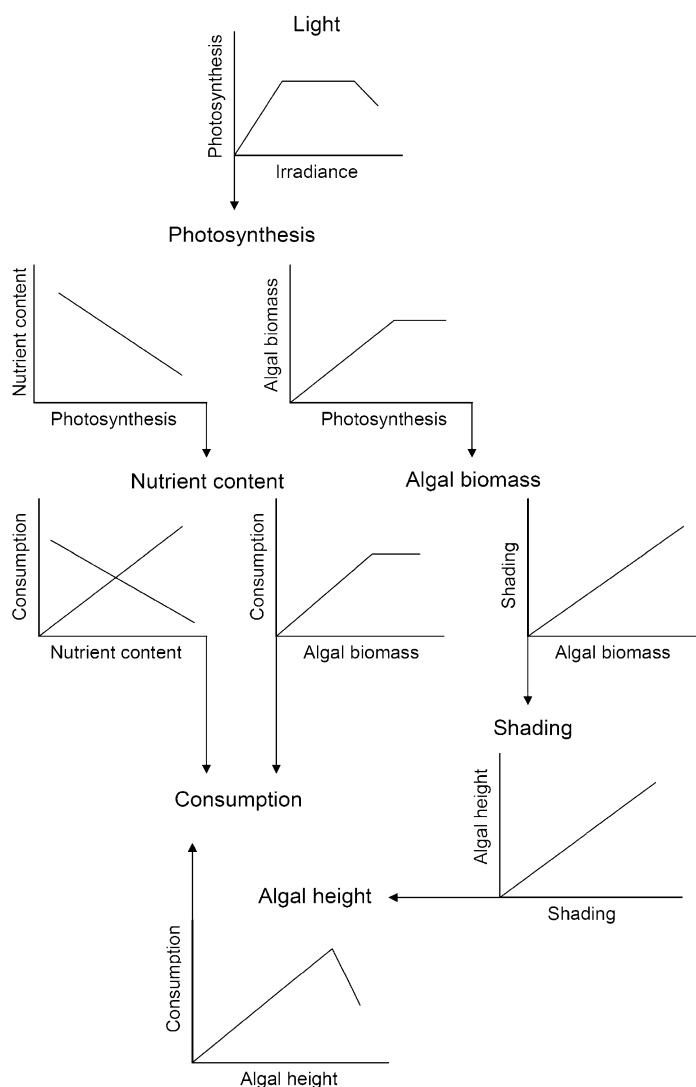 Light
Photosynthesis
Irradiance
Photosynthesis
Nutrient content
Photosynthesis
Algal biomass
Photosynthesis
Nutrient content
Algal biomass
Consumption
Nutrient content
Consumption
Algal biomass
Shading
Algal biomass
Shading
Consumption
Algal height
Shading
Algal height
Consumption
Algal height